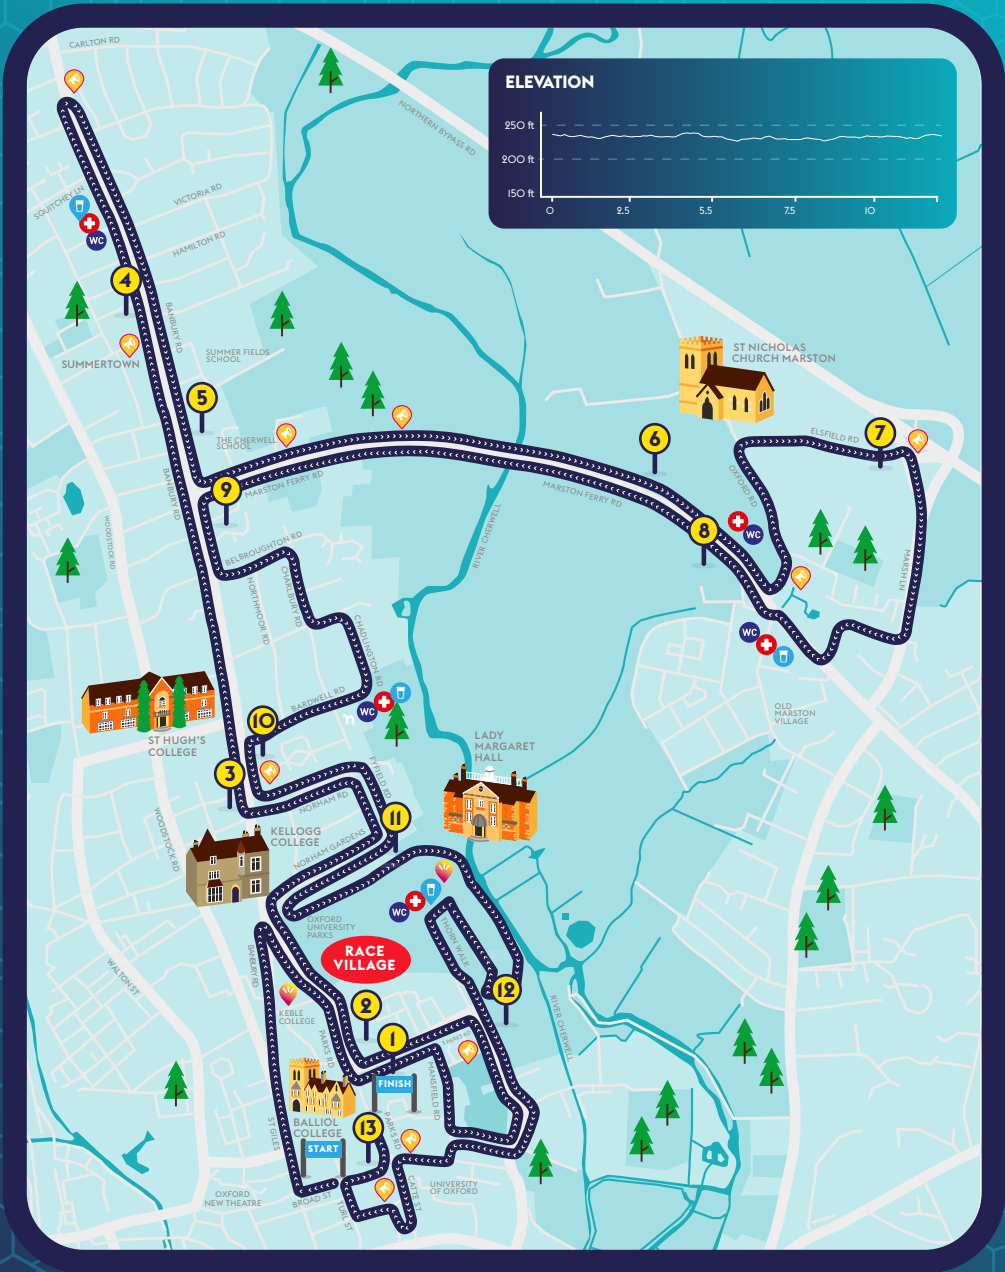 CARLTON RD
ELEVATION
250 ft
200 ft
150 ft
0
2.5
5.5
7.5
10
NORTHERN BYPASS RD
SQUITCHEY LN
VICTORIA RD
WC
HAMILTON RD
4
BANBURY RD
SUMMERTOWN
SUMMER FIELDS
SCHOOL
ST NICHOLAS
CHURCH MARSTON
5
THE CHERWELL
SCHOOL
6
ELSFIELD RD
7
BANBURY RD
9
MARSTON FERRY RD
MARSTON FERRY RD
OXFORD RD
8
WC
WOODSTOCK RD
RIVER CHERWELL
BELBROUGHTON RD
NORTHMOOR RD
CHARLBURY RD
MARSH LN
CHADLINGTON RD
WC
BARDWELL RD
WC
n
OLD
MARSTON
VILLAGE
10
ST HUGH'S
COLLEGE
LADY
MARGARET
HALL
3
FYFIELD RD
NORHAM RD
WOODSTOCK RD
11
KELLOGG
COLLEGE
NORHAM GARDENS
WC
OXFORD
UNIVERSITY
PARKS
THORN WALK
RACE
VILLAGE
BANBURY RD
WALTON ST
12
2
KEBLE
COLLEGE
RIVER CHERWELL
1
PARKS RD
S PARKS RD
FINISH
MANSFIELD RD
BALLIOL
COLLEGE
13
PARKS RD
ST GILES
START
OXFORD
NEW THEATRE
BROAD ST
TURL ST
CATTE ST
UNIVERSITY
OF OXFORD